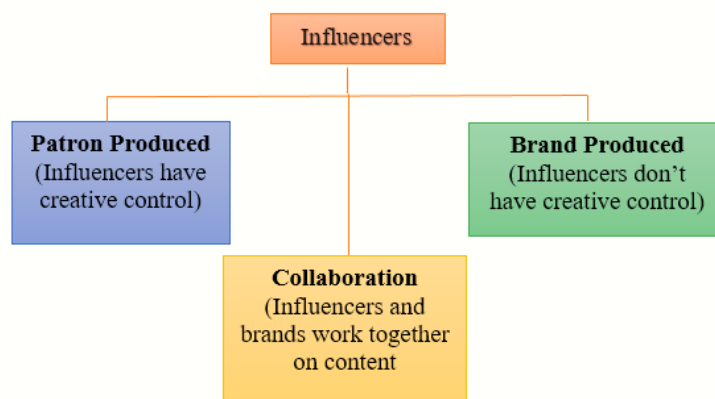 Influencers
Patron Produced
(Influencers have
creative control)
Brand Produced
(Influencers don't
have creative control)
Collaboration
(Influencers and
brands work together
on content